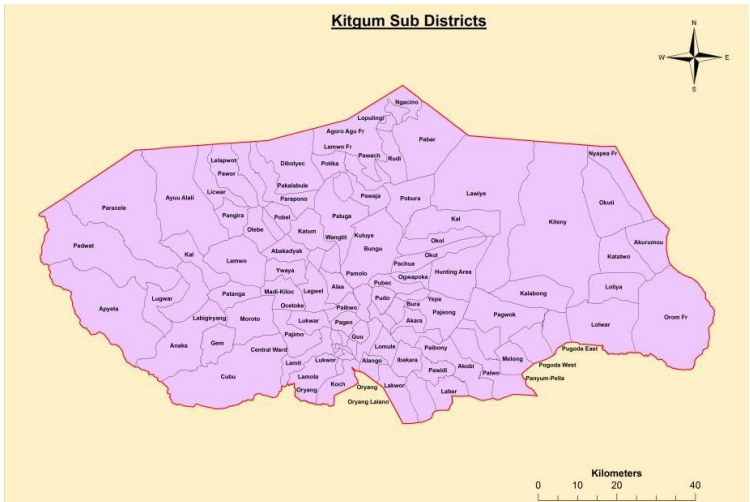 Kitgum Sub Districts
N
W
E
S
Ngacino
Lopulingi
Agoro Agu Fr
Pabar
Lamwo Fr
Pawach
Rudi
Nyapea Fr
Lelapwot
Dibolyec
Potika
Pawor
Pakalabule
Licwar
Ayuu Alali
Parapono
Pawaja
Pobura
Lawiye
Okuti
Paracele
Pangira
Pobel
Paluga
Kal
Kiteny
Olebe
Katum
Wangtit
Kuluye
Okol
Akurumou
Padwat
Bungu
Kal
Abakadyak
Okol
Katatwo
Lamwo
Pachua
Ywaya
Pamolo
Ogwapoke
Hunting Area
Pubec
Alaa
Loliya
Lugwar
Patanga
Madi-Kiloc
Lagwel
Pudo
Yepa
Kalabong
Apyeta
Ocetoke
Paibwo
Bura
Pajaong
Pagwok
Orom Fr
Labigiryang
Moroto
Lukwar
Pagen
Akara
Lolwar
Pajimo
Guu
Anaka
Gem
Lomule
Paibony
Pugoda East
Central Ward
Lukwor
Alango
Ibakara
Melong
Lamit
Akobi
Pogoda West
Pawidi
Palwo
Cubu
Lamola
Panyum-Pella
Koch
Oryang
Lakwor
Oryang
Laber
Oryang Lalano
Kilometers
0 10 20 40